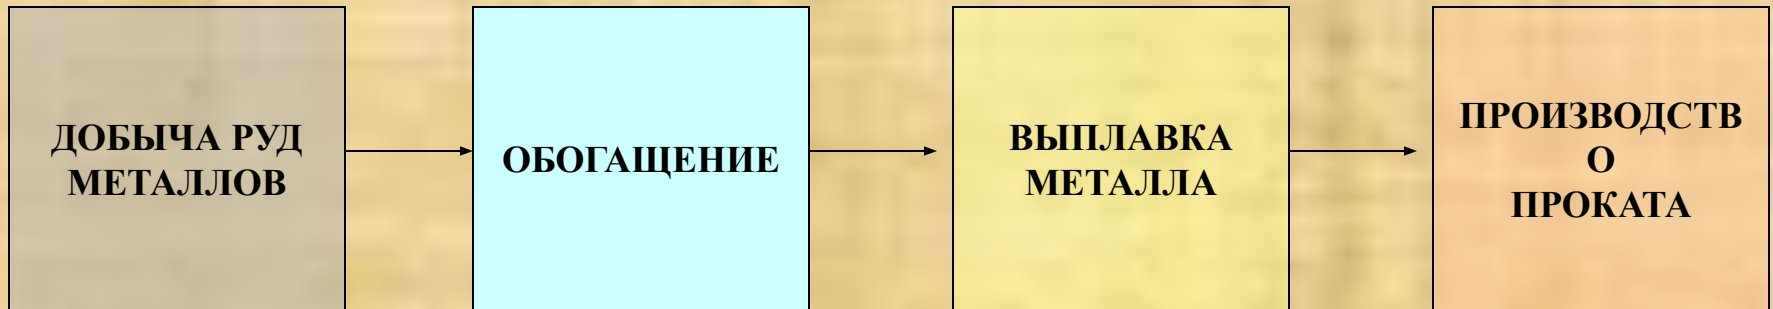 ДОБЫЧА РУД
МЕТАЛЛОВ
ОБОГАЩЕНИЕ
ВЫПЛАВКА
МЕТАЛЛА
ПРОИЗВОДСТВ
О
ПРОКАТА